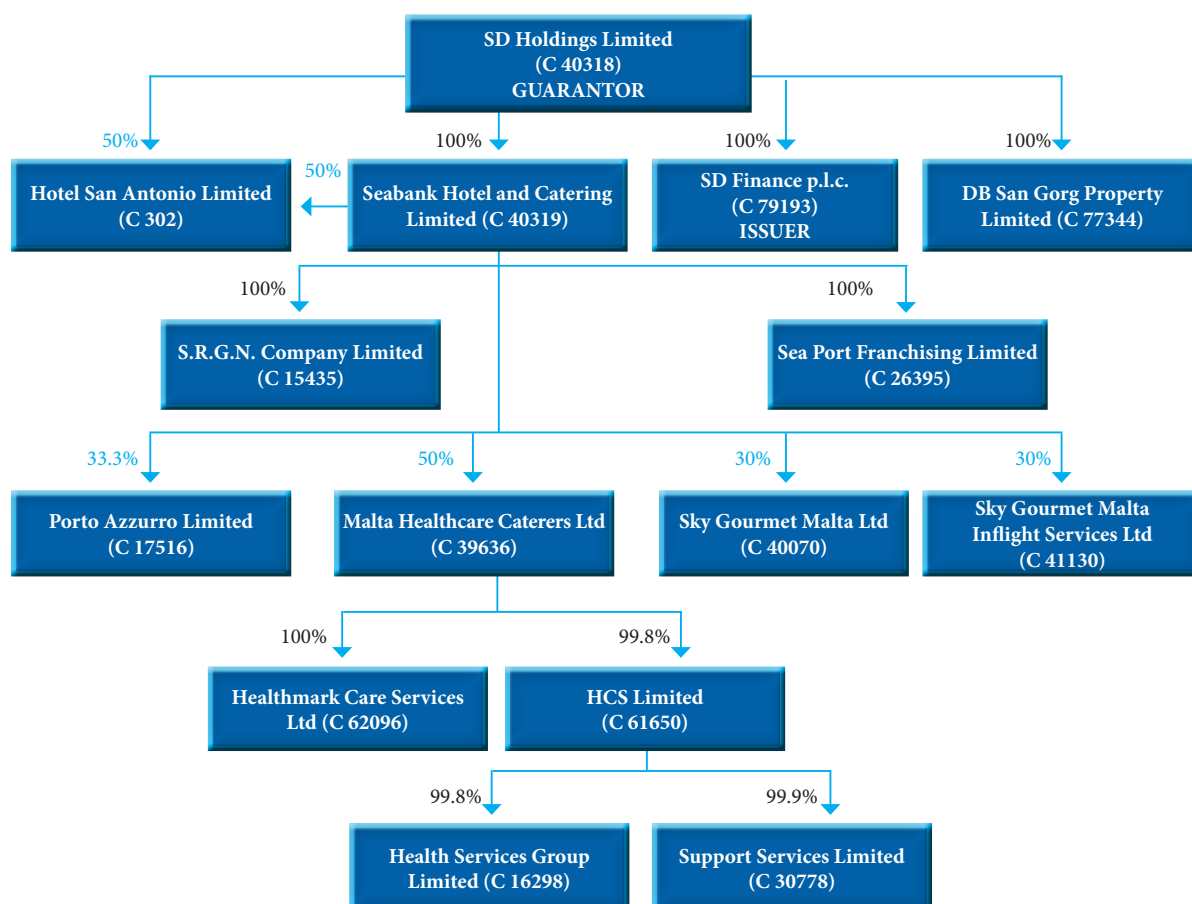 SD Holdings Limited
(C 40318)
GUARANTOR
50%
100%
100%
100%
Hotel San Antonio Limited
(C 302)
50%
Seabank Hotel and Catering
Limited (C 40319)
SD Finance p.l.c.
(C 79193)
ISSUER
DB San Gorg Property
Limited (C 77344)
100%
100%
S.R.G.N. Company Limited
(C 15435)
Sea Port Franchising Limited
(C 26395)
33.3%
50%
30%
30%
Porto Azzurro Limited
(C 17516)
Malta Healthcare Caterers Ltd
(C 39636)
Sky Gourmet Malta Ltd
(C 40070)
Sky Gourmet Malta
Inflight Services Ltd
(C 41130)
100%
99.8%
Healthmark Care Services
Ltd (C 62096)
HCS Limited
(C 61650)
99.8%
99.9%
Health Services Group
Limited (C 16298)
Support Services Limited
(C 30778)